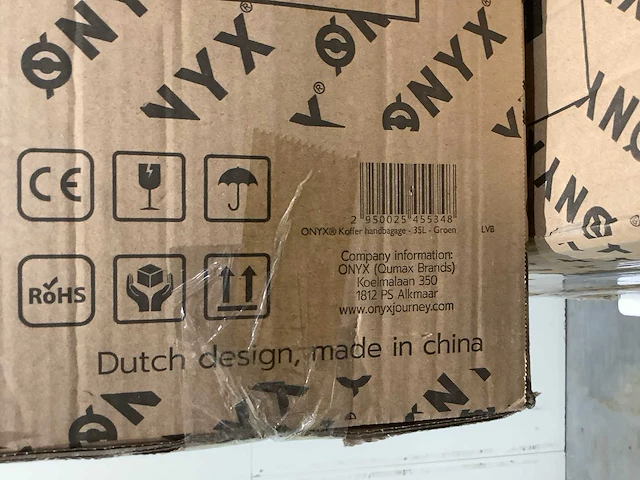 ONYX®
ONYX®
ONYX®
ONYX®
CE
2 950025 455348
ONYX® Koffer handbagage - 35L - Groen LVB
RoHS
Company information:
ONYX (Qumax Brands)
Koelmalaan 350
1812 PS Alkmaar
www.onyxjourney.com
Dutch design, made in china